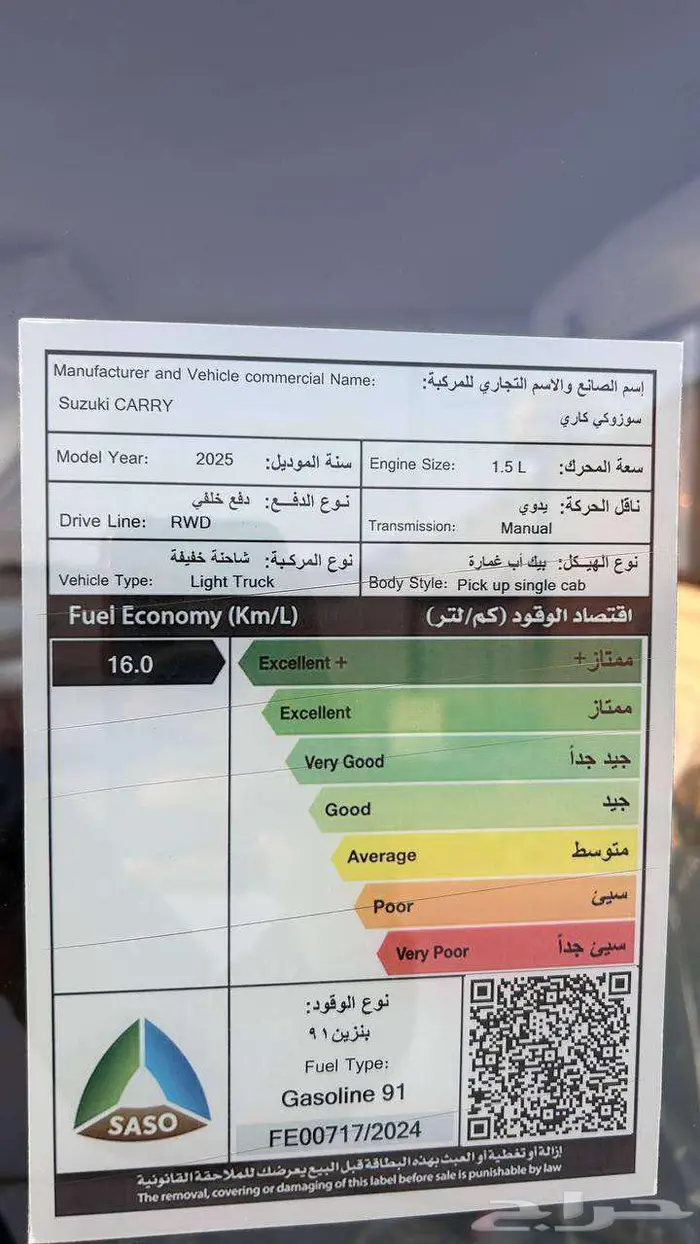 Manufacturer and Vehicle commercial Name: إسم الصانع والاسم التجاري للمركبة:
Suzuki CARRY سوزوكي كاري
Model Year: 2025 سنة الموديل:
Engine Size: 1.5 L سعة المحرك:
نوع الدفع: دفع خلفي
Drive Line: RWD
ناقل الحركة: يدوي
Transmission: Manual
نوع المركبة: شاحنة خفيفة
Vehicle Type: Light Truck
نوع الهيكل: بيك أب غمارة
Body Style: Pick up single cab
Fuel Economy (Km/L) اقتصاد الوقود (كم/لتر)
16.0
Excellent + ممتاز+
Excellent ممتاز
Very Good جيد جداً
Good جيد
Average متوسط
Poor سيئ
Very Poor سيئ جداً
SASO
نوع الوقود:
بنزين ٩١
Fuel Type:
Gasoline 91
FE00717/2024
إزالة أو تغطية أو العبث بهذه البطاقة قبل البيع يعرضك للملاحقة القانونية
The removal, covering or damaging of this label before sale is punishable by law
حراج